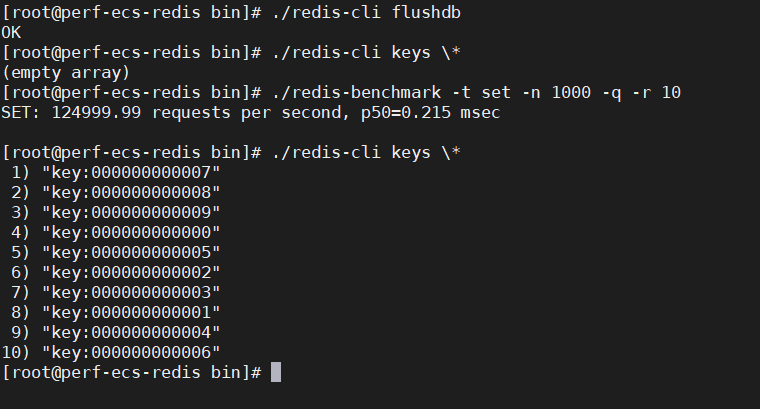 [root@perf-ecs-redis bin]# ./redis-cli flushdb
OK
[root@perf-ecs-redis bin]# ./redis-cli keys \*
(empty array)
[root@perf-ecs-redis bin]# ./redis-benchmark -t set -n 1000 -q -r 10
SET: 124999.99 requests per second, p50=0.215 msec

[root@perf-ecs-redis bin]# ./redis-cli keys \*
 1) "key:000000000007"
 2) "key:000000000008"
 3) "key:000000000009"
 4) "key:000000000000"
 5) "key:000000000005"
 6) "key:000000000002"
 7) "key:000000000003"
 8) "key:000000000001"
 9) "key:000000000004"
10) "key:000000000006"
[root@perf-ecs-redis bin]#